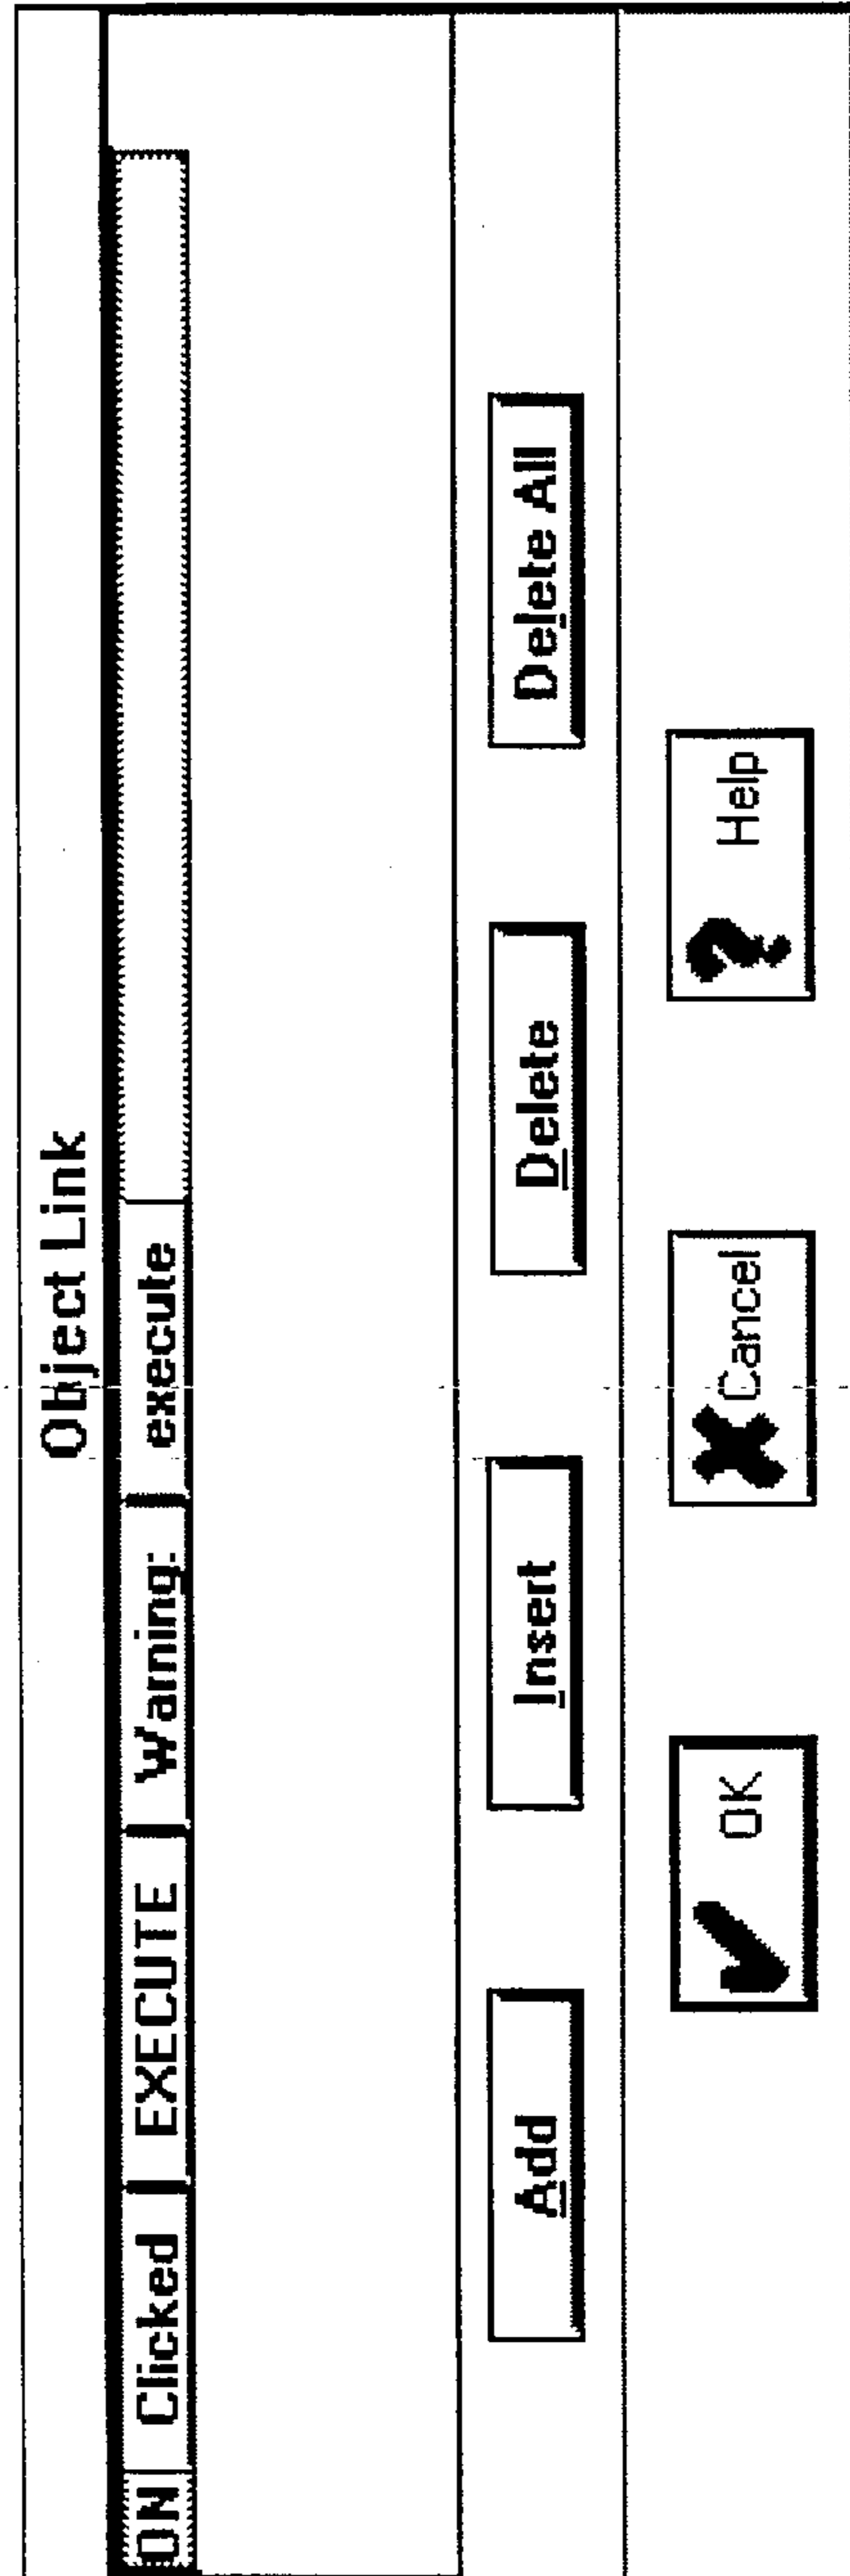 Object Link
ON Clicked EXECUTE Warning: execute
Add Insert Delete Delete All
OK Cancel ? Help